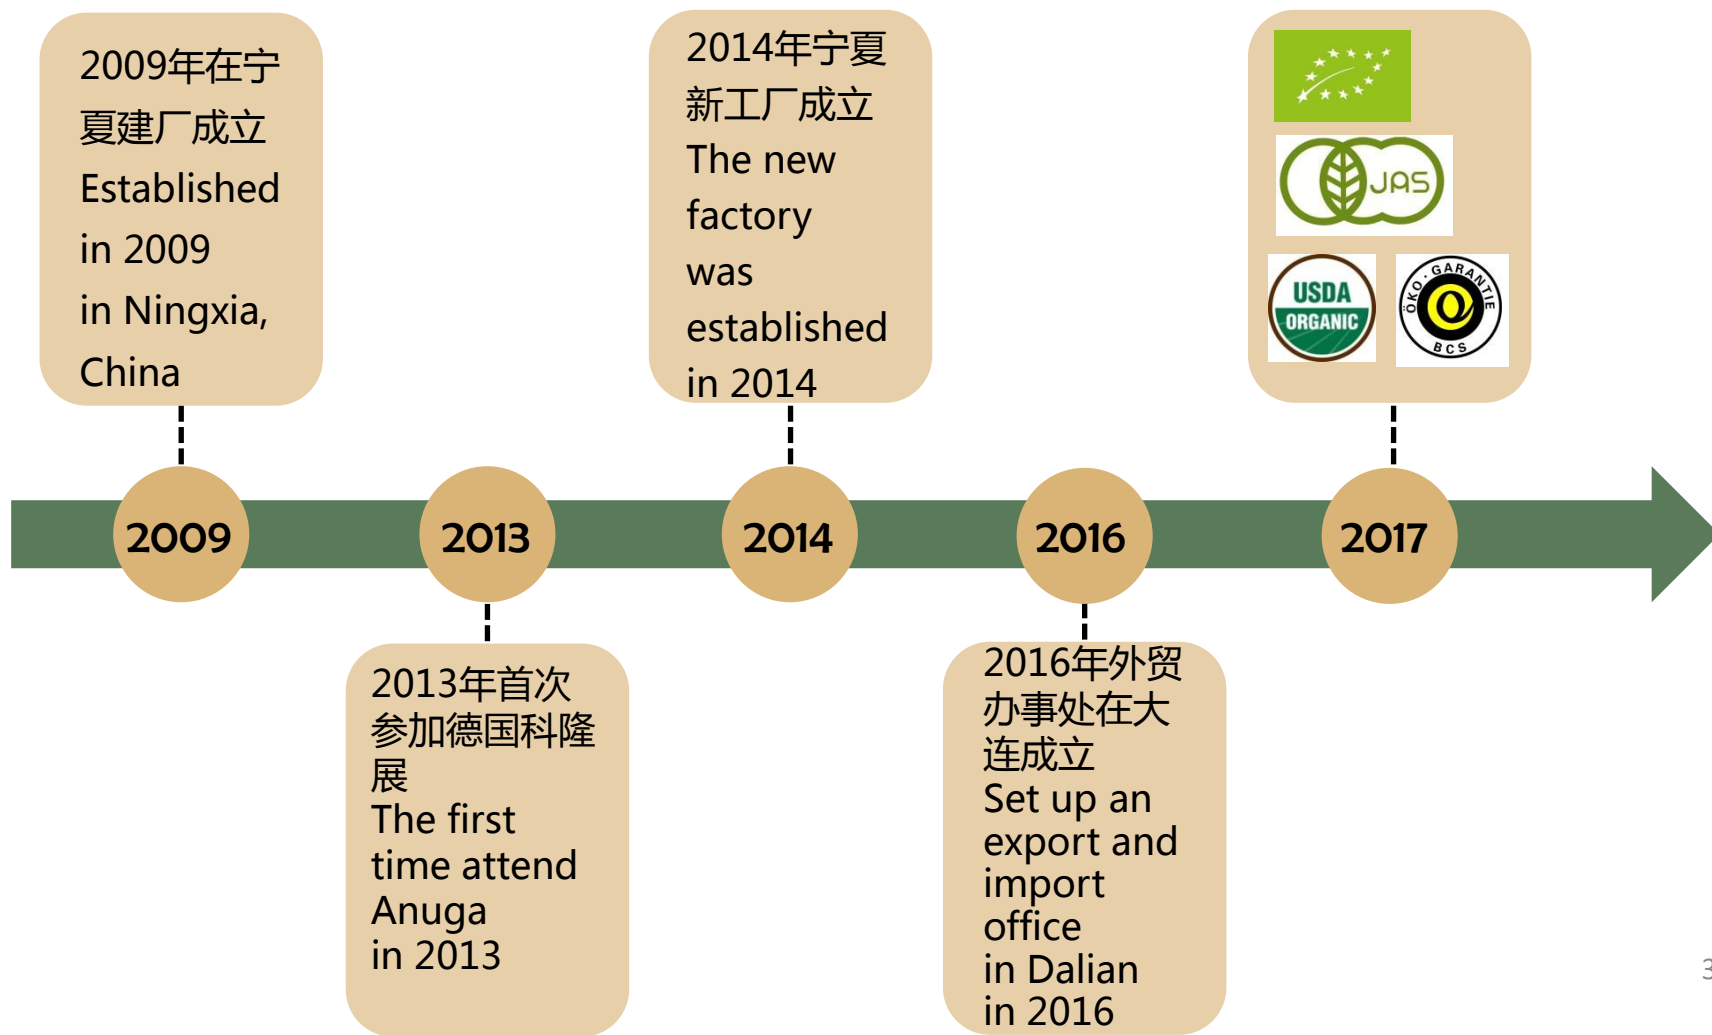 2009年在宁
夏建厂成立
Established
in 2009
in Ningxia,
China
2014年宁夏
新工厂成立
The new
factory
was
established
in 2014
JAS
USDA
ORGANIC
ÖKO-GARANTIE
BCS
2009
2013
2014
2016
2017
2013年首次
参加德国科隆
展
The first
time attend
Anuga
in 2013
2016年外贸
办事处在大
连成立
Set up an
export and
import
office
in Dalian
in 2016
3